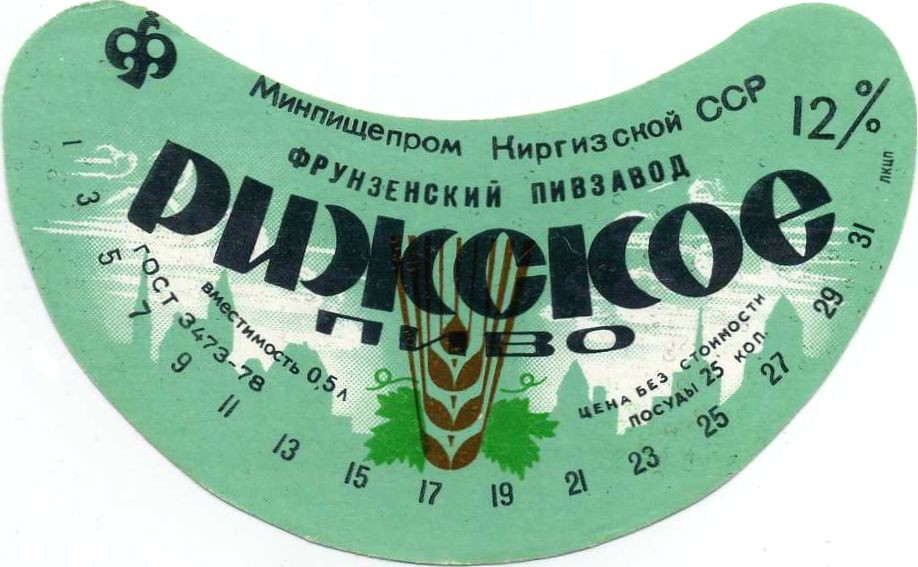 Минпищепром Киргизской ССР
12%
ФРУНЗЕНСКИЙ ПИВЗАВОД
РИЖСКОЕ
ПИВО
ГОСТ 3473-78
ВМЕСТИМОСТЬ 0,5 Л
ЦЕНА БЕЗ СТОИМОСТИ
ПОСУДЫ 25 КОП.
ЛКЦП
1 3 5 7 9 11 13 15 17 19 21 23 25 27 29 31